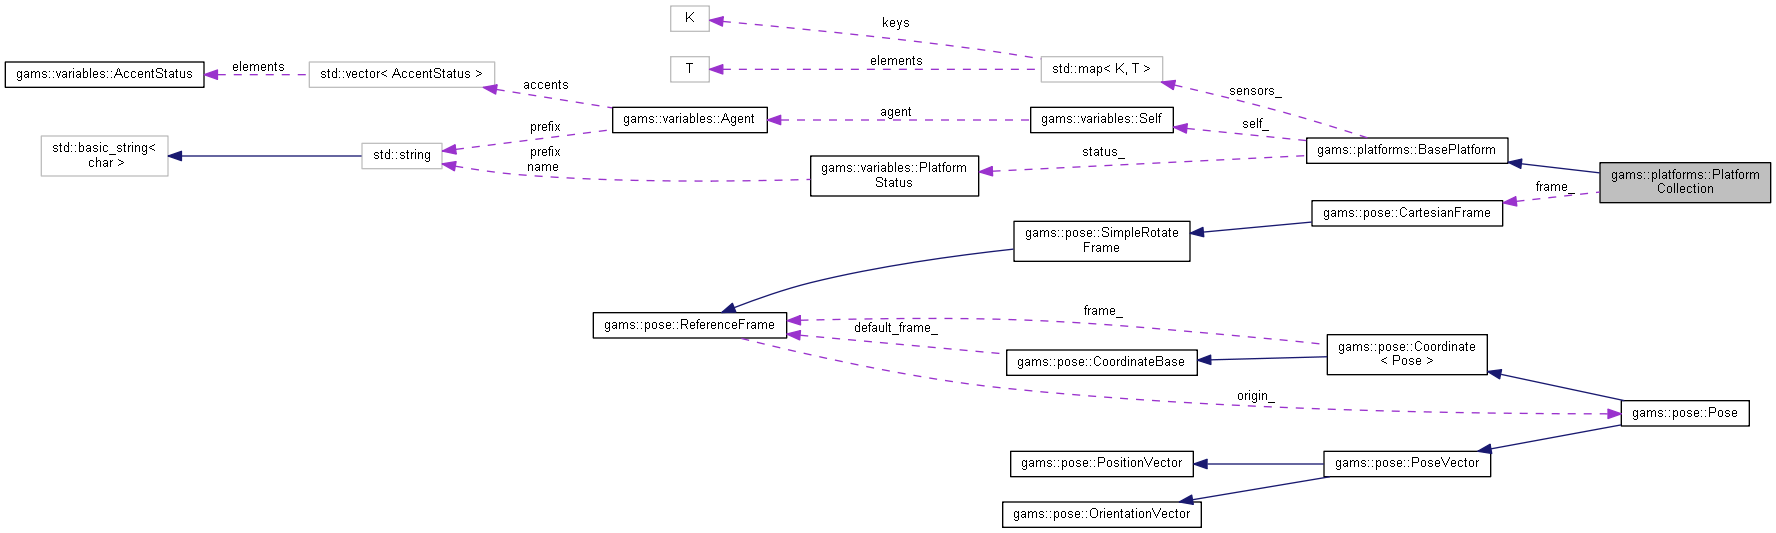 K
keys
gams::variables::AccentStatus
elements
std::vector< AccentStatus >
T
elements
std::map< K, T >
accents
sensors_
gams::variables::Agent
agent
gams::variables::Self
self_
std::basic_string<
char >
std::string
prefix
prefix
name
gams::variables::Platform
Status
status_
gams::platforms::BasePlatform
gams::platforms::Platform
Collection
frame_
gams::pose::CartesianFrame
gams::pose::SimpleRotate
Frame
gams::pose::ReferenceFrame
frame_
default_frame_
gams::pose::CoordinateBase
gams::pose::Coordinate
< Pose >
origin_
gams::pose::Pose
gams::pose::PositionVector
gams::pose::PoseVector
gams::pose::OrientationVector